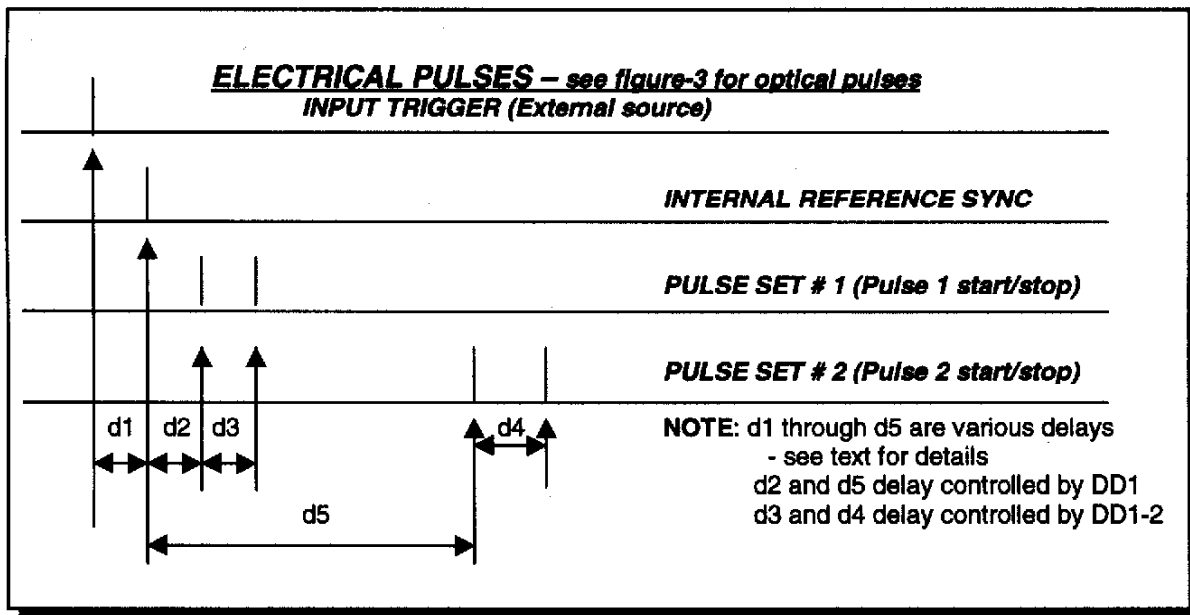 ELECTRICAL PULSES – see figure-3 for optical pulses
INPUT TRIGGER (External source)
INTERNAL REFERENCE SYNC
PULSE SET # 1 (Pulse 1 start/stop)
PULSE SET # 2 (Pulse 2 start/stop)
d1 d2 d3 d4
d5
NOTE: d1 through d5 are various delays
- see text for details
d2 and d5 delay controlled by DD1
d3 and d4 delay controlled by DD1-2